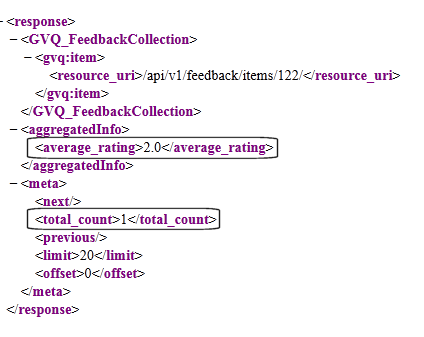 – <response>
– <GVQ_FeedbackCollection>
– <gvq:item>
<resource_uri>/api/v1/feedback/items/122/</resource_uri>
</gvq:item>
</GVQ_FeedbackCollection>
– <aggregatedInfo>
<average_rating>2.0</average_rating>
</aggregatedInfo>
– <meta>
<next/>
<total_count>1</total_count>
<previous/>
<limit>20</limit>
<offset>0</offset>
</meta>
</response>